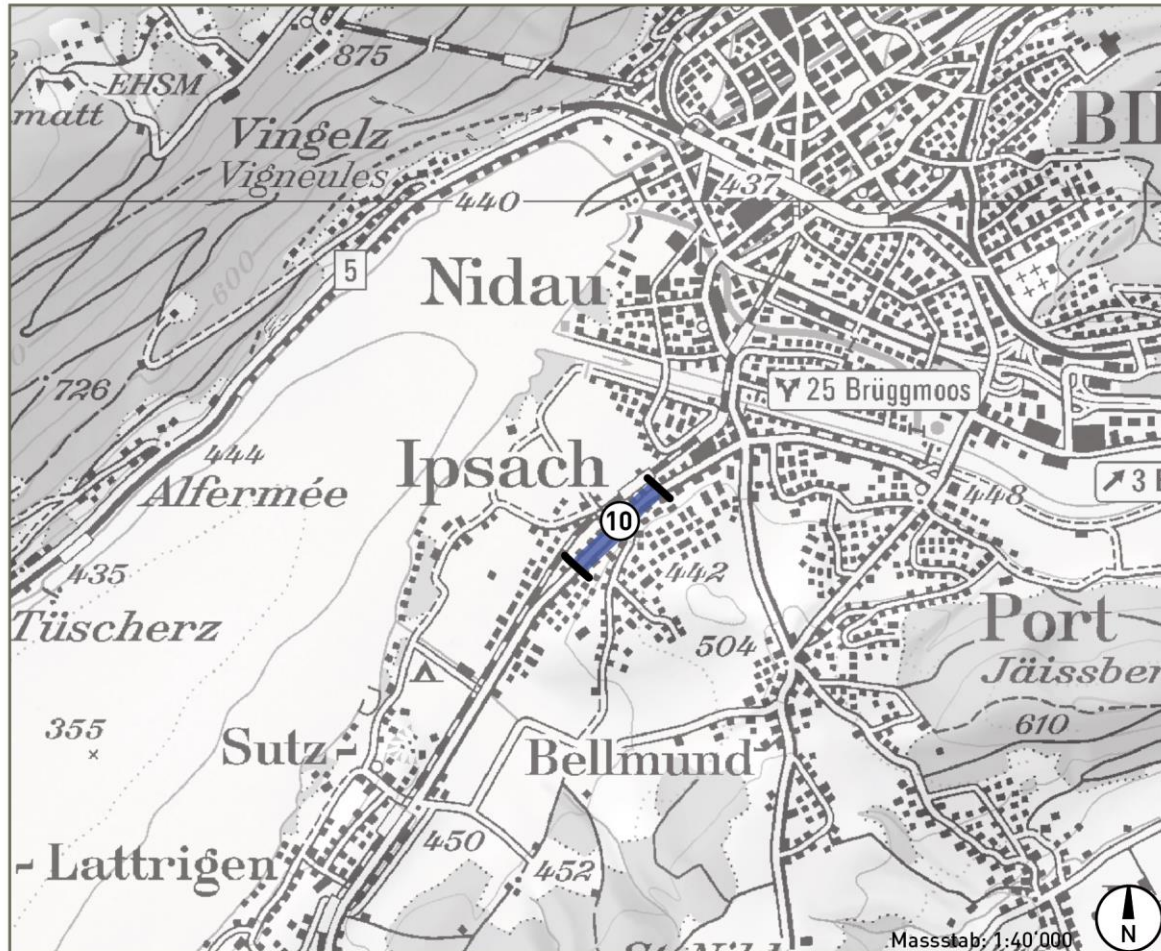 875
EHSM
matt
Vingelz
Vigneules
BI
437
440
5
Nidau
600
726
25 Brüggmoos
Ipsach
444
Alfermée
3
448
10
435
442
Tüscherz
504
Port
Jäissber
355
610
Sutz-
Bellmund
450
- Lattrigen
452
Massstab: 1:40'000
N